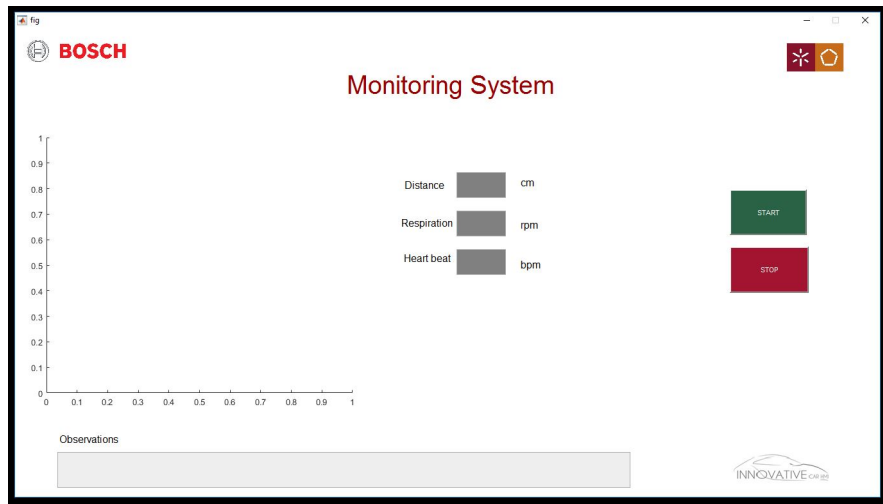 fig
BOSCH
Monitoring System
1
0.9
0.8
0.7
0.6
0.5
0.4
0.3
0.2
0.1
0
0 0.1 0.2 0.3 0.4 0.5 0.6 0.7 0.8 0.9 1
Distance cm
Respiration rpm
Heart beat bpm
START
STOP
Observations
INNOVATIVE CAR HMI